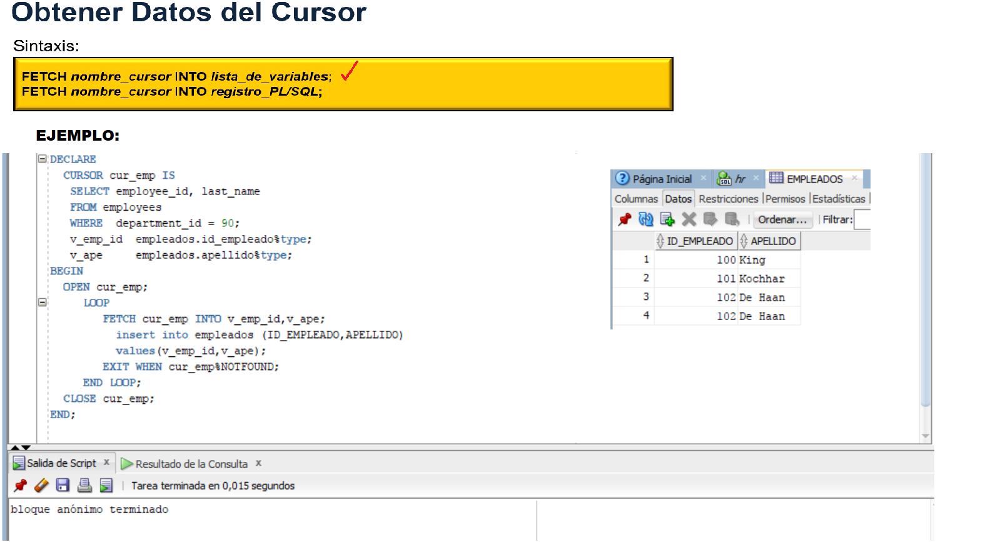 Obtener Datos del Cursor
Sintaxis:
FETCH nombre_cursor INTO lista_de_variables;
FETCH nombre_cursor INTO registro_PL/SQL;
EJEMPLO:
DECLARE
CURSOR cur_emp IS
SELECT employee_id, last_name
FROM employees
WHERE department_id = 90;
v_emp_id empleados.id_empleado%type;
v_ape empleados.apellido%type;
BEGIN
OPEN cur_emp;
LOOP
FETCH cur_emp INTO v_emp_id,v_ape;
insert into empleados (ID_EMPLEADO,APELLIDO)
values(v_emp_id,v_ape);
EXIT WHEN cur_emp%NOTFOUND;
END LOOP;
CLOSE cur_emp;
END;
Página Inicial hr EMPLEADOS
Columnas Datos Restricciones Permisos Estadísticas
Ordenar... Filtrar:
ID_EMPLEADO APELLIDO
1 100 King
2 101 Kochhar
3 102 De Haan
4 102 De Haan
Salida de Script x Resultado de la Consulta x
Tarea terminada en 0,015 segundos
bloque anónimo terminado